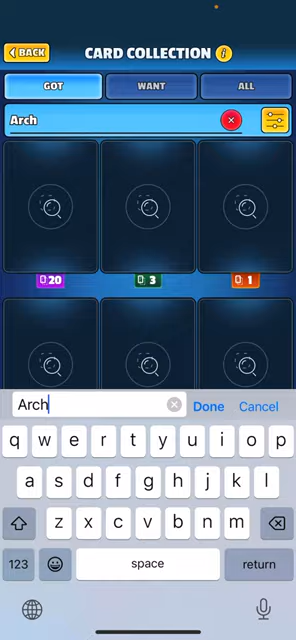 BACK
CARD COLLECTION i
GOT
WANT
ALL
Arch
20
3
1
Arch
Done
Cancel
q w e r t y u i o p
a s d f g h j k l
z x c v b n m
123
space
return